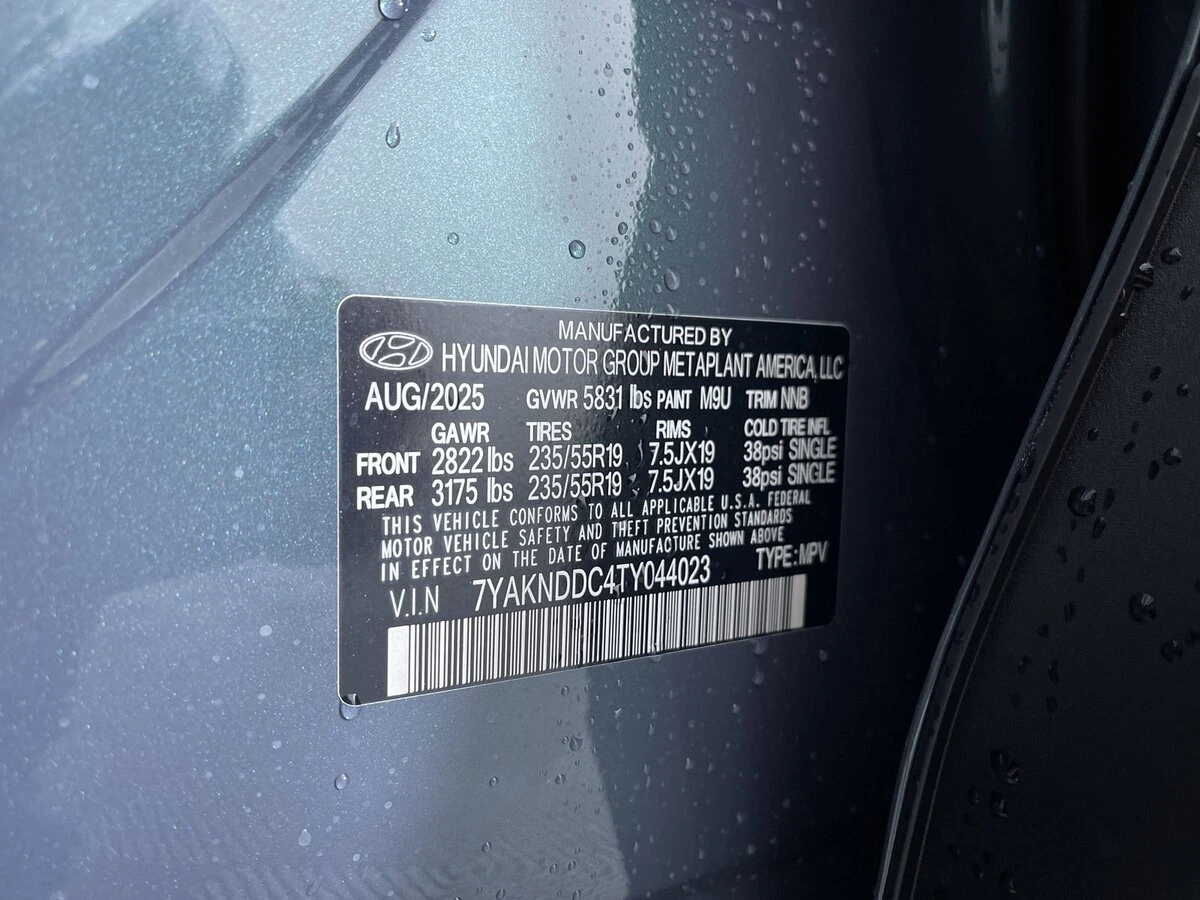 MANUFACTURED BY
HYUNDAI MOTOR GROUP METAPLANT AMERICA, LLC
AUG/2025 GVWR 5831 lbs PAINT M9U TRIM NNB
GAWR TIRES RIMS COLD TIRE INFL
FRONT 2822 lbs 235/55R19 7.5JX19 38psi SINGLE
REAR 3175 lbs 235/55R19 7.5JX19 38psi SINGLE
THIS VEHICLE CONFORMS TO ALL APPLICABLE U.S.A. FEDERAL
MOTOR VEHICLE SAFETY AND THEFT PREVENTION STANDARDS
IN EFFECT ON THE DATE OF MANUFACTURE SHOWN ABOVE
V.I.N 7YAKNDDC4TY044023 TYPE: MPV